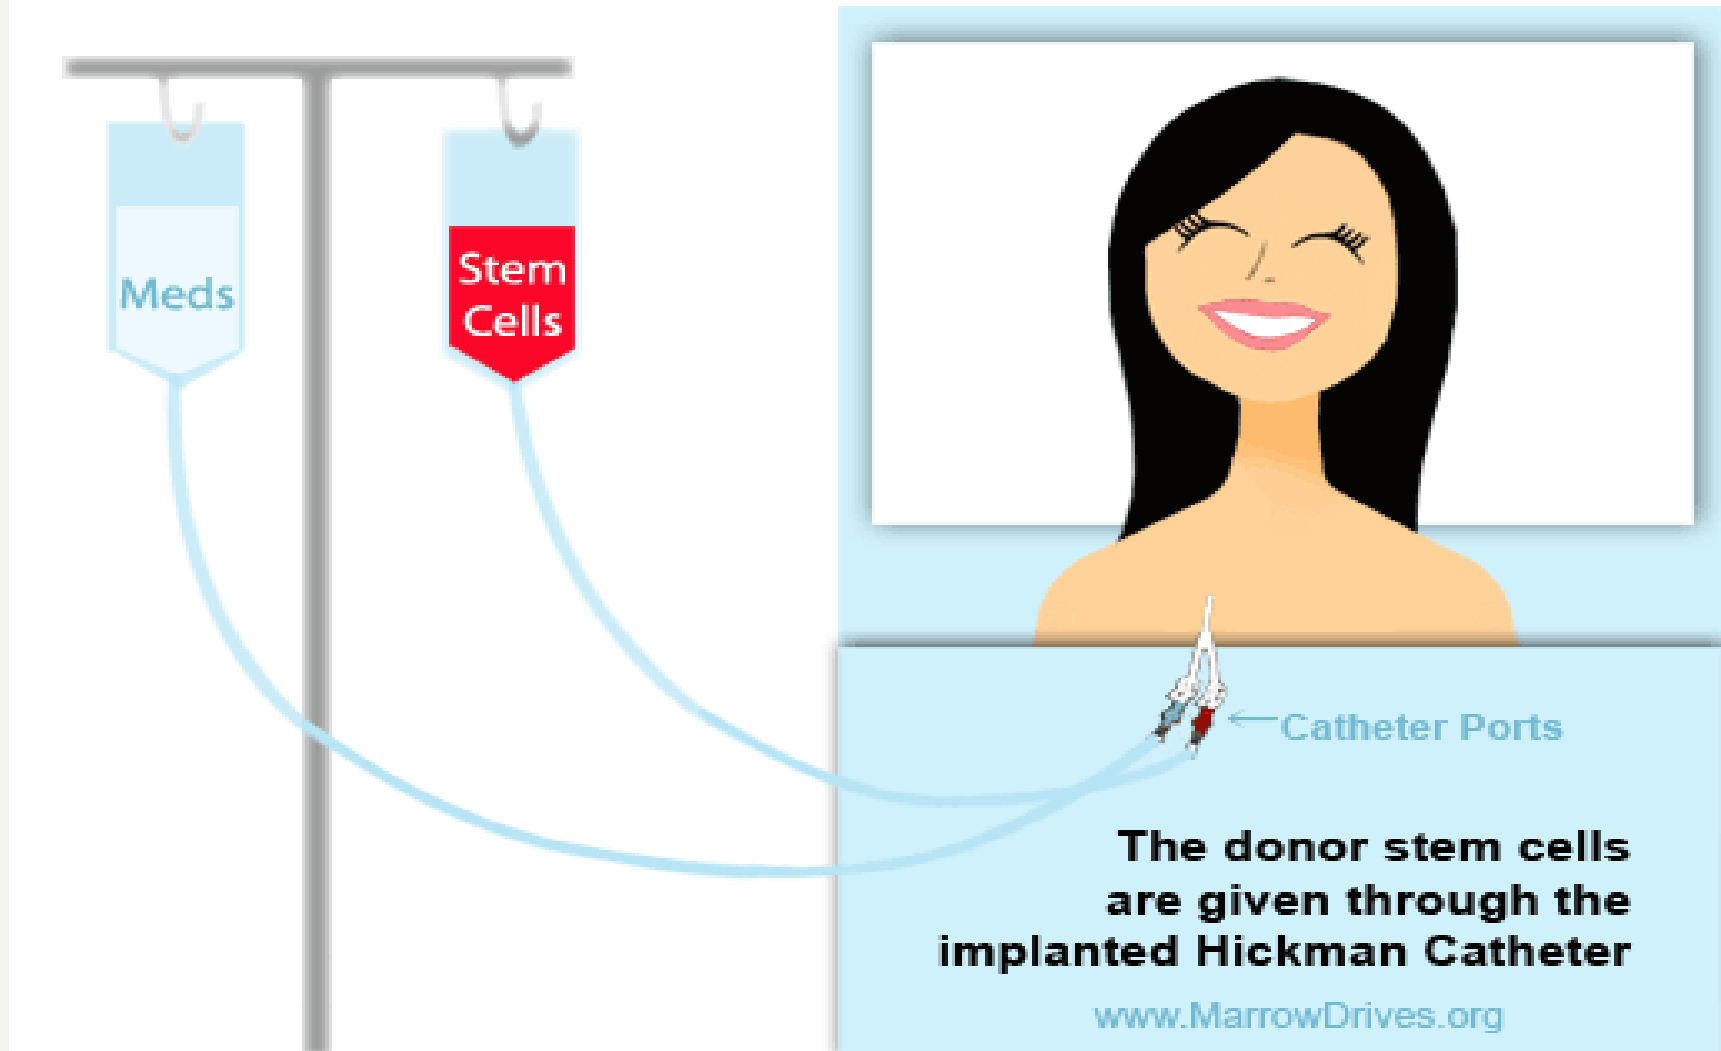 Meds
Stem
Cells
←Catheter Ports
The donor stem cells
are given through the
implanted Hickman Catheter
www.MarrowDrives.org